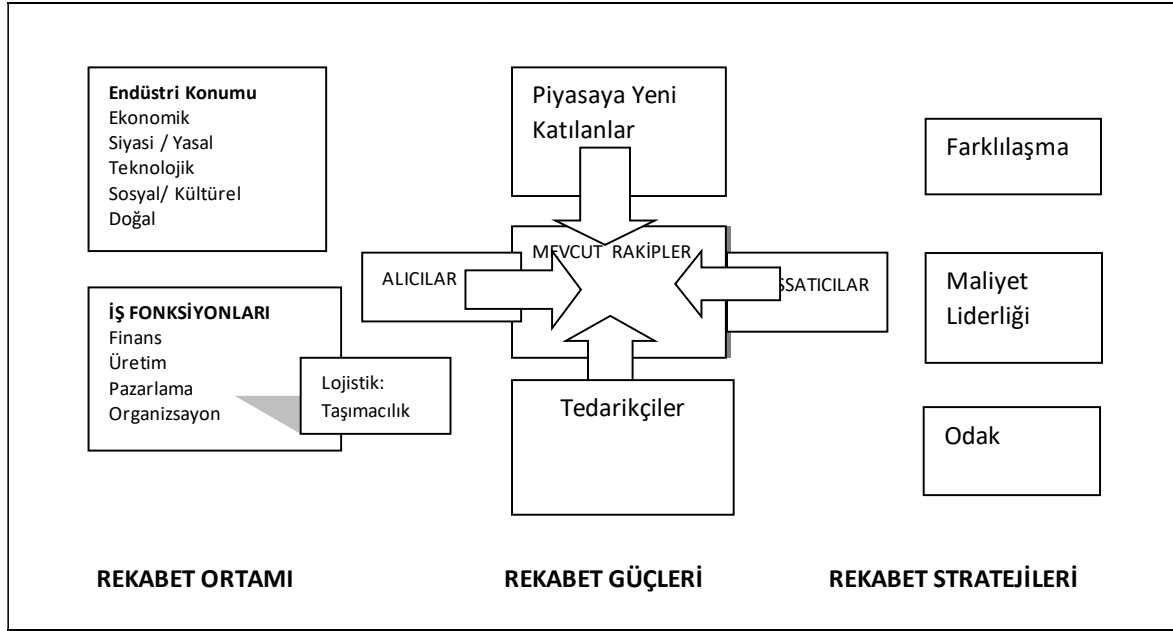 Endüstri Konumu
Ekonomik
Siyasi / Yasal
Teknolojik
Sosyal/ Kültürel
Doğal
İŞ FONKSİYONLARI
Finans
Üretim
Pazarlama
Organizsayon
Lojistik:
Taşımacılık
REKABET ORTAMI
Piyasaya Yeni
Katılanlar
MEVCUT RAKİPLER
ALICILAR
SSATICILAR
Tedarikçiler
REKABET GÜÇLERİ
Farklılaşma
Maliyet
Liderliği
Odak
REKABET STRATEJİLERİ